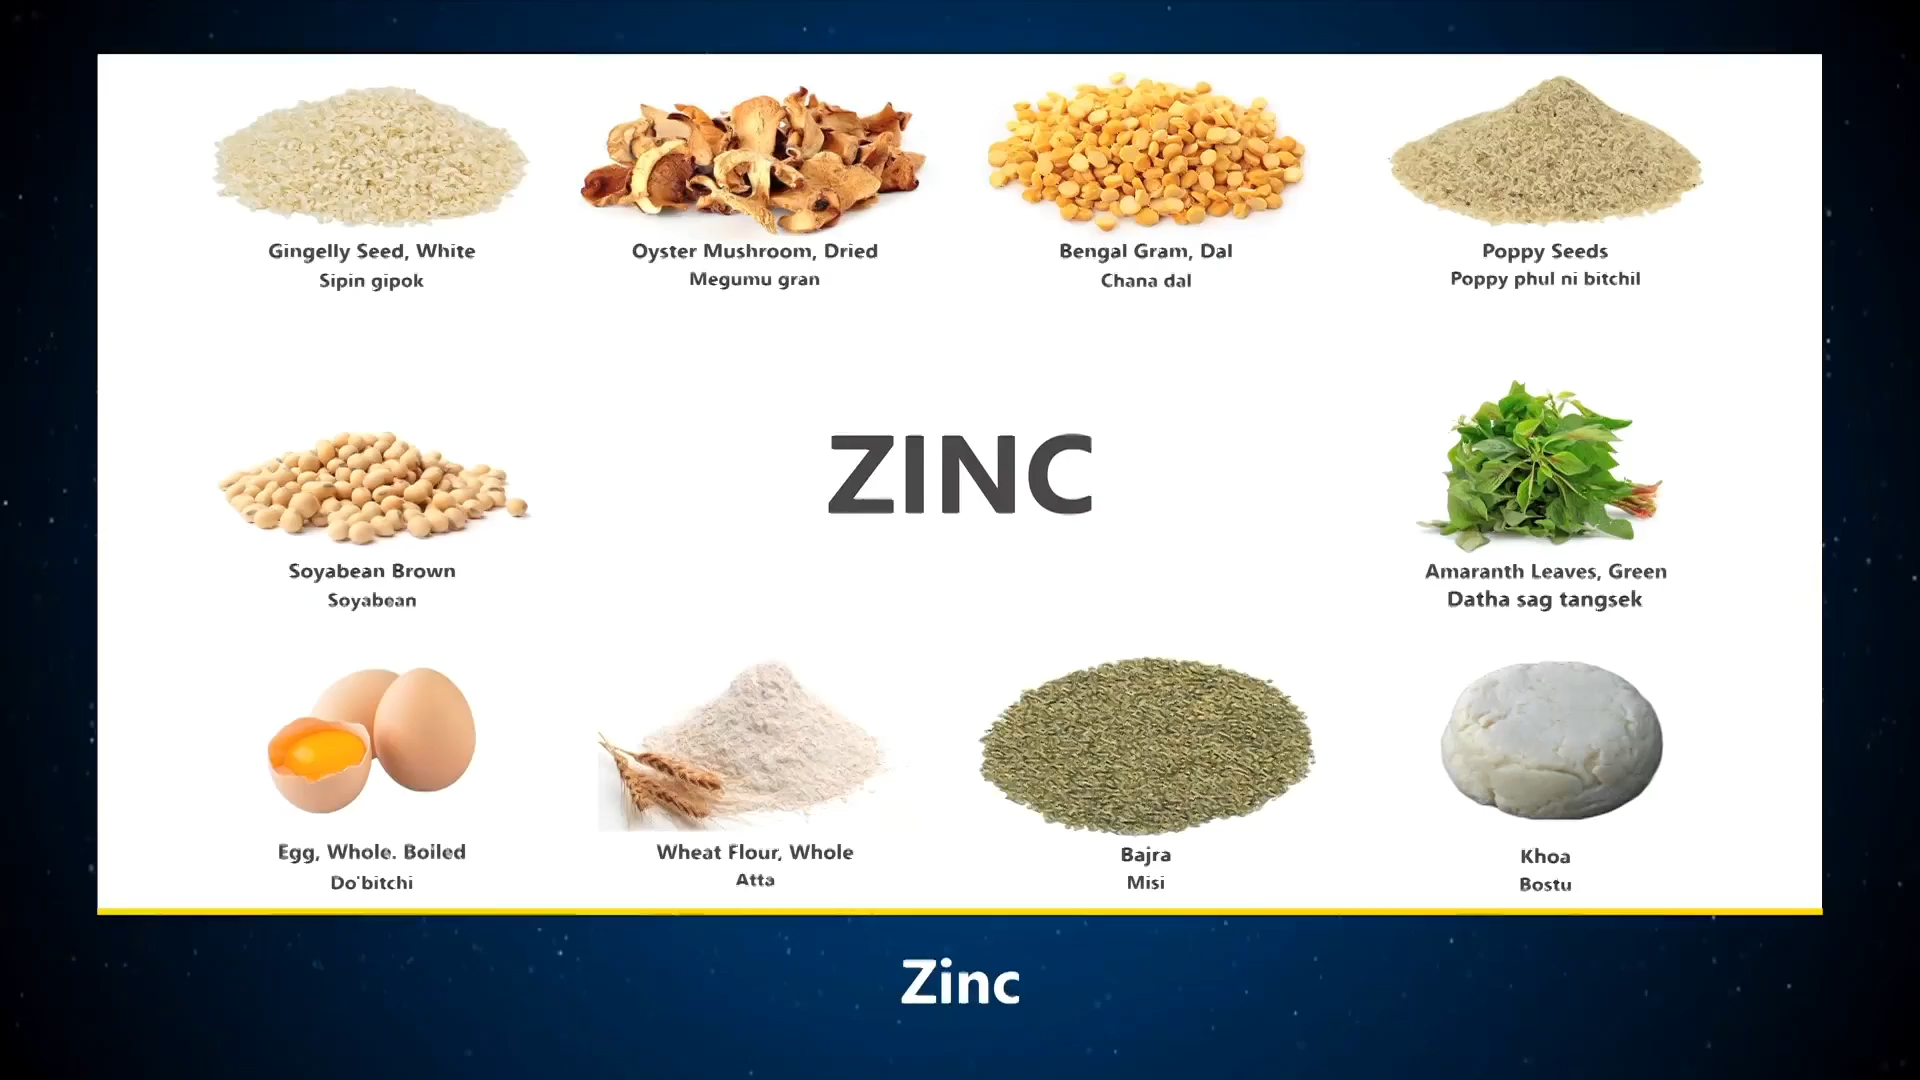 Gingelly Seed, White
Sipin gipok
Oyster Mushroom, Dried
Megumu gran
Bengal Gram, Dal
Chana dal
Poppy Seeds
Poppy phul ni bitchil
ZINC
Soyabean Brown
Soyabean
Amaranth Leaves, Green
Datha sag tangsek
Egg, Whole. Boiled
Do'bitchi
Wheat Flour, Whole
Atta
Bajra
Misi
Khoa
Bostu
Zinc